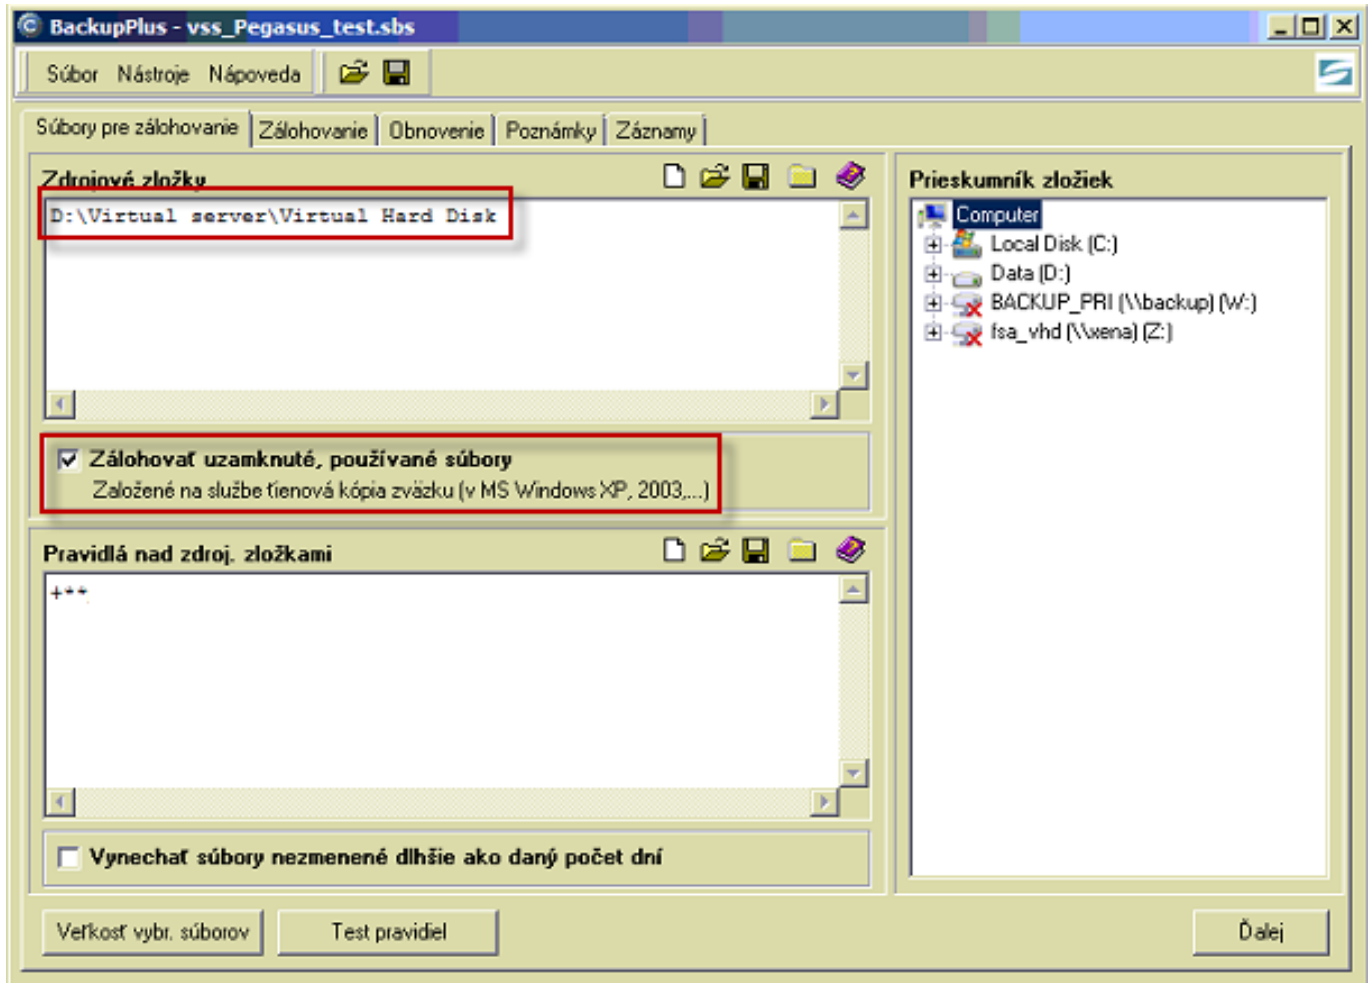 BackupPlus - vss_Pegasus_test.sbs
Súbor Nástroje Nápoveda
Súbory pre zálohovanie Zálohovanie Obnovenie Poznámky Záznamy
Zdrojové zložky
D:\Virtual server\Virtual Hard Disk
Zálohovať uzamknuté, používané súbory
Založené na službe tieňová kópia zväzku (v MS Windows XP, 2003,...)
Pravidlá nad zdroj. zložkami
+**
Vynechať súbory nezmenené dlhšie ako daný počet dní
Veľkosť vybr. súborov Test pravidiel
Prieskumník zložiek
Computer
Local Disk (C:)
Data (D:)
BACKUP_PRI (\\backup) (W:)
fsa_vhd (\\xena) (Z:)
Ďalej